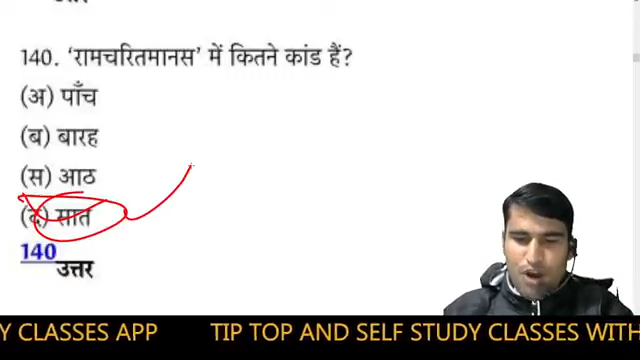 140. ‘रामचरितमानस’ में कितने कांड हैं?
(अ) पाँच
(ब) बारह
(स) आठ
(द) सात
140
उत्तर
Y CLASSES APP TIP TOP AND SELF STUDY CLASSES WITH